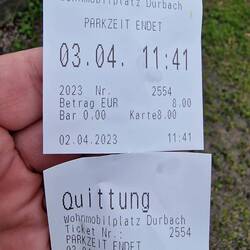 Wohnmobilplatz Durbach
PARKZEIT ENDET
03.04. 11:41
2023 Nr. 2554
Betrag EUR 8.00
Bar 0.00 Karte8.00
02.04.2023 11:41
Quittung
Wohnmobilplatz Durbach
Ticket Nr.: 2554
PARKZEIT ENDET